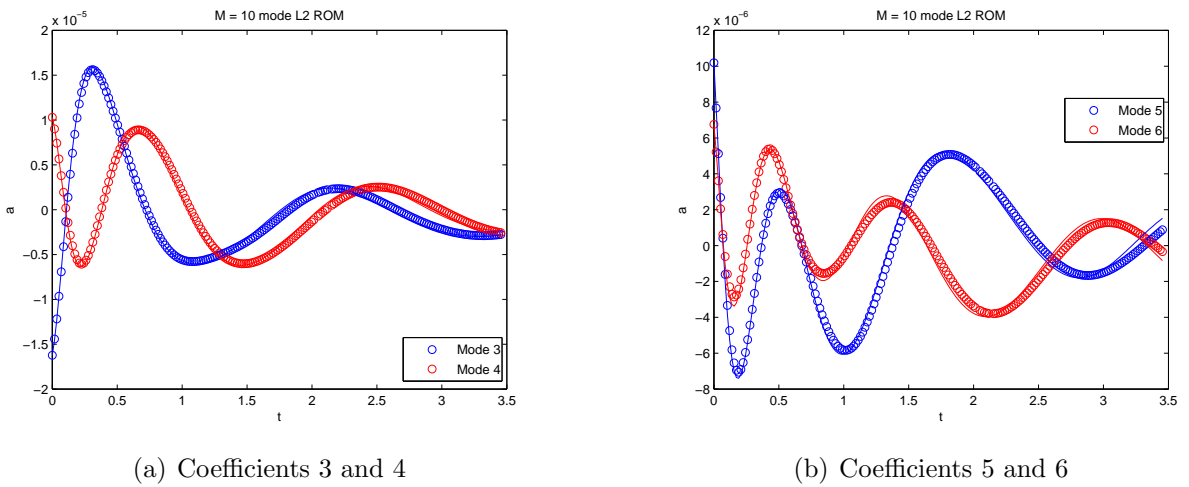 x 10⁻⁵
M = 10 mode L2 ROM
2
1.5
1
0.5
0
−0.5
−1
−1.5
−2
a
0 0.5 1 1.5 2 2.5 3 3.5
t
Mode 3
Mode 4
(a) Coefficients 3 and 4
x 10⁻⁶
M = 10 mode L2 ROM
12
10
8
6
4
2
0
−2
−4
−6
−8
a
0 0.5 1 1.5 2 2.5 3 3.5
t
Mode 5
Mode 6
(b) Coefficients 5 and 6